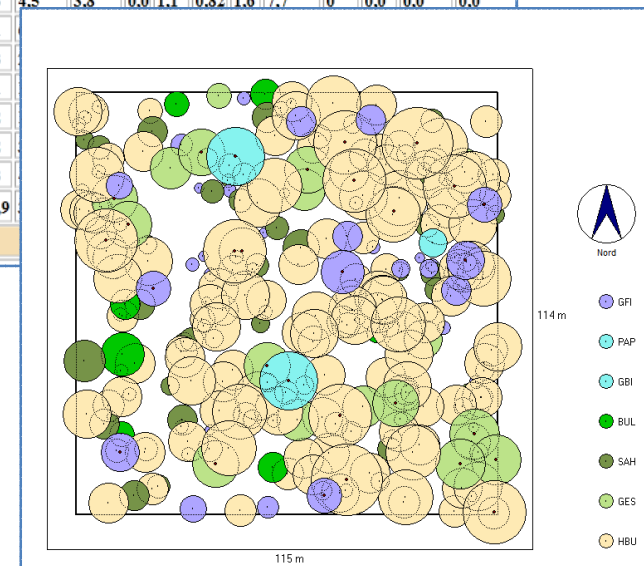 4,5 3,8 0,0 1,1 0,82 1,6 7,7 0 0,0 0,0 0,0
Nord
GFI
114 m
PAP
GBI
BUL
SAH
GES
HBU
115 m